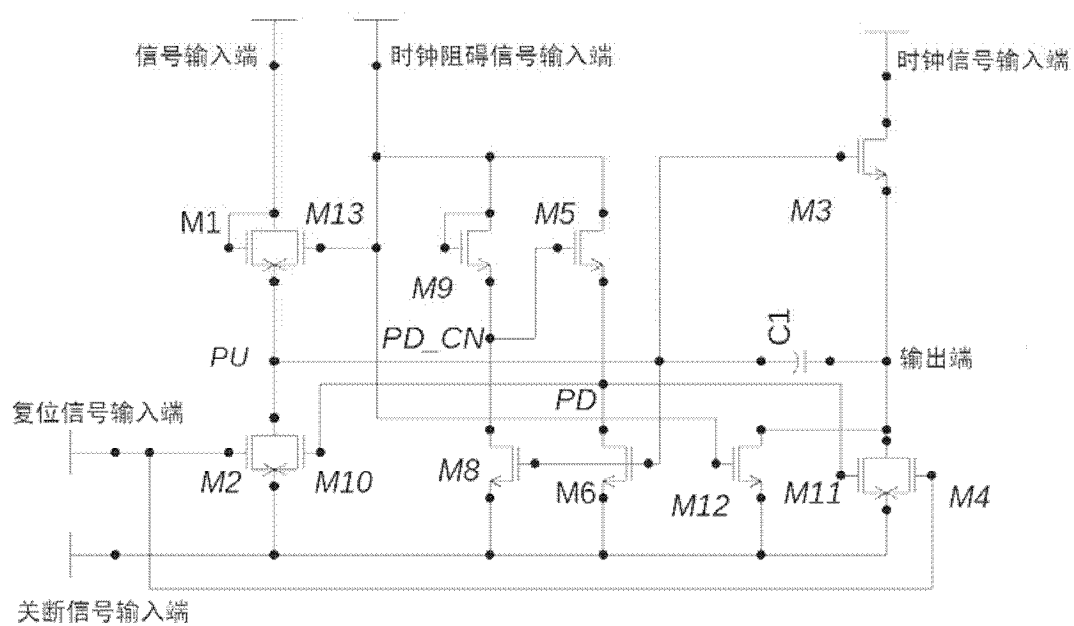 信号输入端
时钟阻碍信号输入端
时钟信号输入端
M1
M13
M5
M3
M9
C1
PD_CN
PU
输出端
PD
复位信号输入端
M2
M10
M8
M6
M12
M11
M4
关断信号输入端